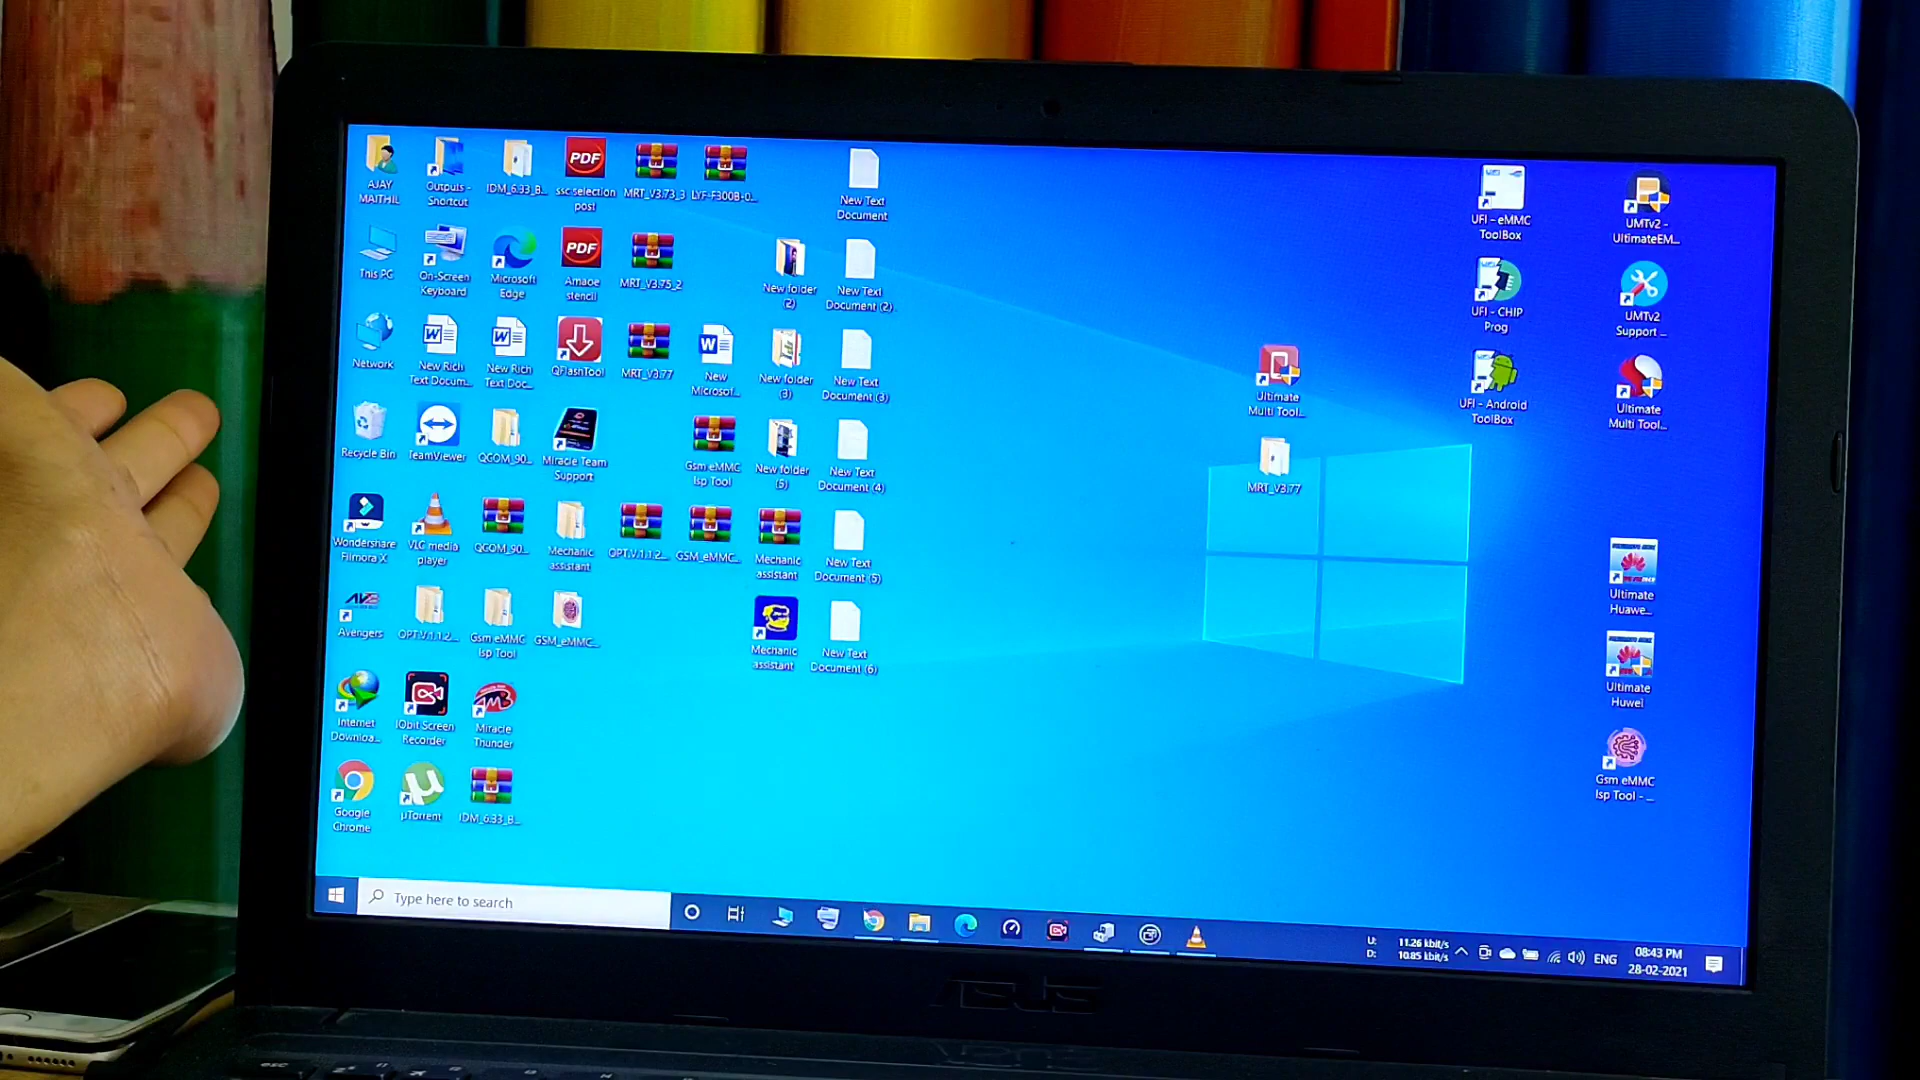 AJAY
MAITHIL
Outputs -
Shortcut
IDM_6.33_B...
PDF
ssc selection
post
MRT_V3.73_3
LYF-F300B-0...
New Text
Document
UFI - eMMC
ToolBox
UMTv2 -
UltimateEM...
This PC
On-Screen
Keyboard
Microsoft
Edge
PDF
Amaoe
stencil
MRT_V3.75_2
New folder
(2)
New Text
Document (2)
UFI - CHIP
Prog
UMTv2
Support ...
Network
New Rich
Text Docum...
New Rich
Text Doc...
QFlashTool
MRT_V3.77
New
Microsof...
New folder
(3)
New Text
Document (3)
Ultimate
Multi Tool...
UFI - Android
ToolBox
Ultimate
Multi Tool...
Recycle Bin
TeamViewer
QCOM_90...
Miracle Team
Support
Gsm eMMC
Isp Tool
New folder
(5)
New Text
Document (4)
MRT_V3.77
Wondershare
Filmora X
VLC media
player
QCOM_90...
Mechanic
assistant
OPT.V.1.1.2...
GSM_eMMC...
Mechanic
assistant
New Text
Document (5)
Ultimate
Huawe...
Avengers
OPT.V.1.1.2...
Gsm eMMC
Isp Tool
GSM_eMMC...
Mechanic
assistant
New Text
Document (6)
Ultimate
Huwei
Internet
Downloa...
IObit Screen
Recorder
Miracle
Thunder
Gsm eMMC
Isp Tool - ...
Google
Chrome
µTorrent
IDM_6.33_B...
Type here to search
U: 11.26 kbit/s
D: 10.85 kbit/s
ENG
08:43 PM
28-02-2021
ASUS
esc